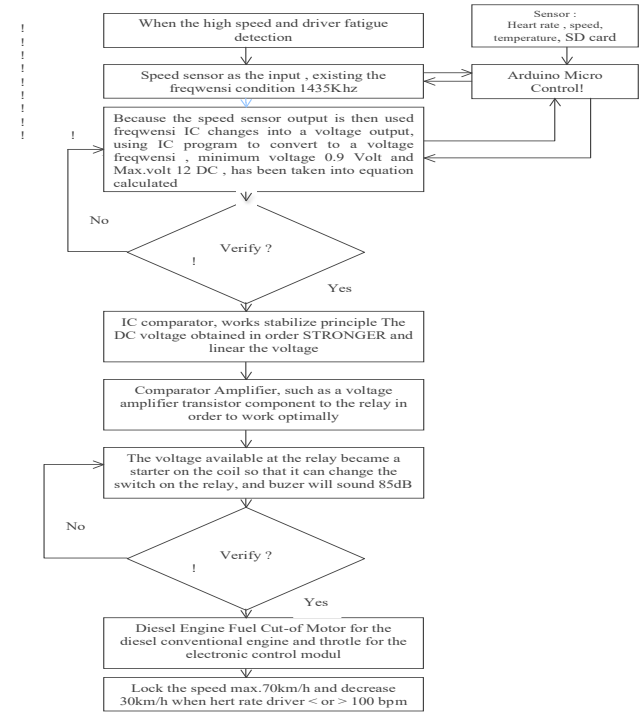 When the high speed and driver fatigue
detection
Sensor :
Heart rate , speed,
temperature, SD card
!
!
!
!
!
!
!
!
!
!
Speed sensor as the input , existing the
freqwensi condition 1435Khz
Arduino Micro
Control!
Because the speed sensor output is then used
freqwensi IC changes into a voltage output,
using IC program to convert to a voltage
freqwensi , minimum voltage 0.9 Volt and
Max.volt 12 DC , has been taken into equation
calculated
No
Verify ?
!
Yes
IC comparator, works stabilize principle The
DC voltage obtained in order STRONGER and
linear the voltage
Comparator Amplifier, such as a voltage
amplifier transistor component to the relay in
order to work optimally
The voltage available at the relay became a
starter on the coil so that it can change the
switch on the relay, and buzer will sound 85dB
No
Verify ?
!
Yes
Diesel Engine Fuel Cut-of Motor for the
diesel conventional engine and throtle for the
electronic control modul
Lock the speed max.70km/h and decrease
30km/h when hert rate driver < or > 100 bpm